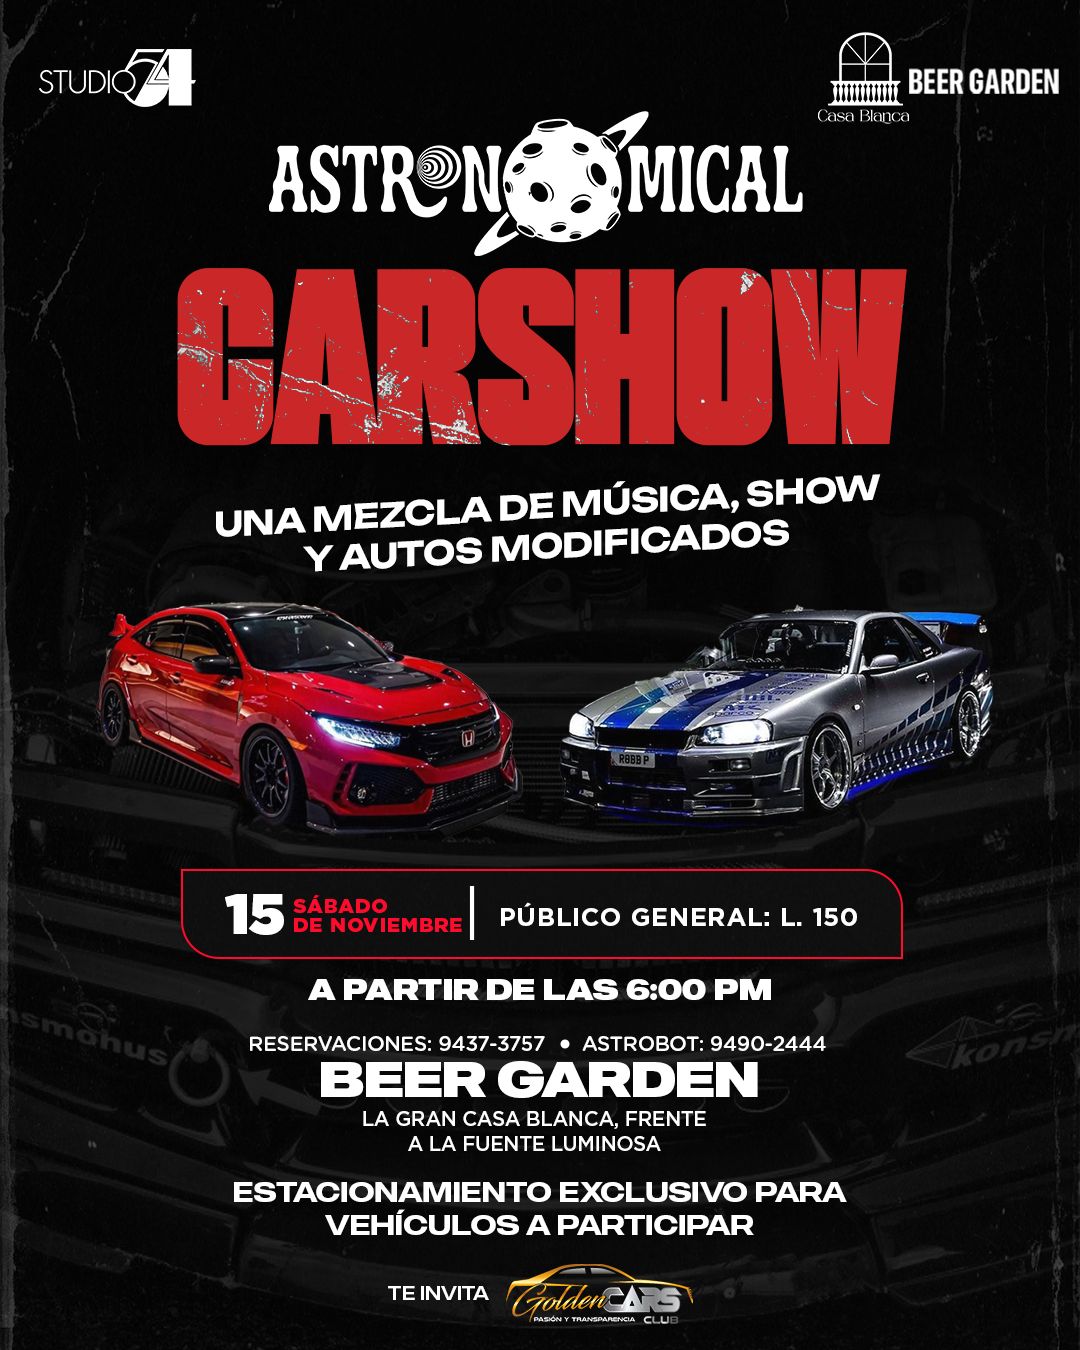 STUDIO 54
Casa Blanca
BEER GARDEN
ASTRONOMICAL
CARSHOW
UNA MEZCLA DE MÚSICA, SHOW
Y AUTOS MODIFICADOS
R8BB P
15 SÁBADO
DE NOVIEMBRE
PÚBLICO GENERAL: L. 150
A PARTIR DE LAS 6:00 PM
RESERVACIONES: 9437-3757 • ASTROBOT: 9490-2444
BEER GARDEN
LA GRAN CASA BLANCA, FRENTE
A LA FUENTE LUMINOSA
ESTACIONAMIENTO EXCLUSIVO PARA
VEHÍCULOS A PARTICIPAR
TE INVITA
Golden CARS
PASIÓN Y TRANSPARENCIA CLUB